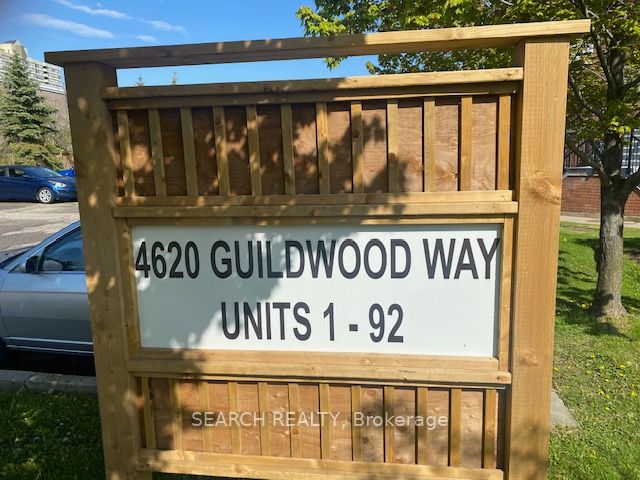 4620 GUILDWOOD WAY
UNITS 1 - 92
SEARCH REALTY, Brokerage